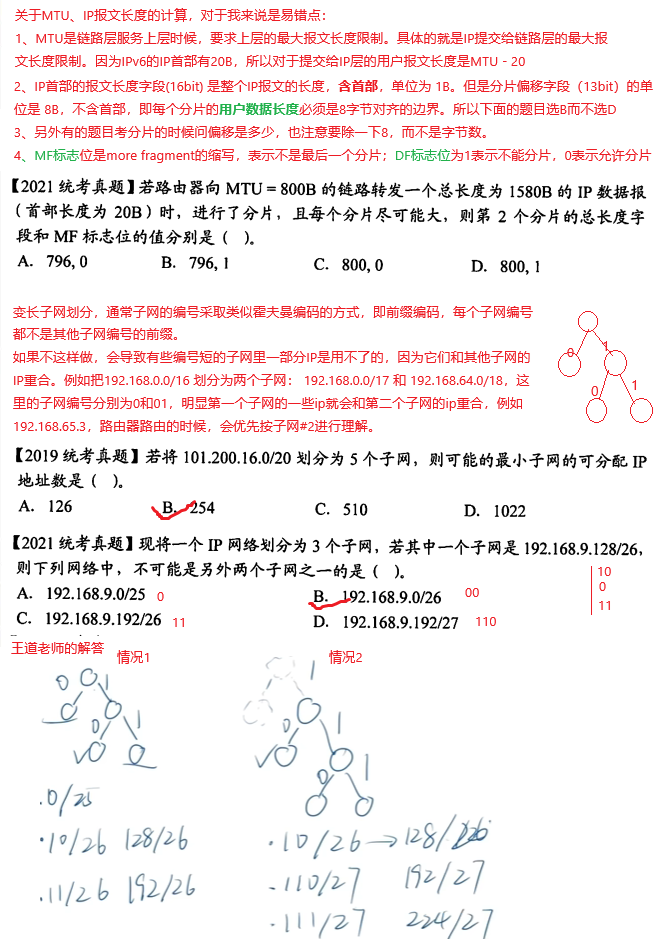 关于MTU、IP报文长度的计算，对于我来说是易错点：
1、MTU是链路层服务上层时候，要求上层的最大报文长度限制。具体的就是IP提交给链路层的最大报
文长度限制。因为IPv6的IP首部有20B，所以对于提交给IP层的用户报文长度是MTU - 20
2、IP首部的报文长度字段(16bit) 是整个IP报文的长度，含首部，单位为 1B。但是分片偏移字段（13bit）的单
位是 8B，不含首部，即每个分片的用户数据长度必须是8字节对齐的边界。所以下面的题目选B而不选D
3、另外有的题目考分片的时候问偏移是多少，也注意要除一下8，而不是字节数。
4、MF标志位是more fragment的缩写，表示不是最后一个分片；DF标志位为1表示不能分片，0表示允许分片
【2021 统考真题】若路由器向 MTU = 800B 的链路转发一个总长度为 1580B 的 IP 数据报
（首部长度为 20B）时，进行了分片，且每个分片尽可能大，则第 2 个分片的总长度字
段和 MF 标志位的值分别是（ ）。
A. 796, 0 B. 796, 1 C. 800, 0 D. 800, 1
变长子网划分，通常子网的编号采取类似霍夫曼编码的方式，即前缀编码，每个子网编号
都不是其他子网编号的前缀。
如果不这样做，会导致有些编号短的子网里一部分IP是用不了的，因为它们和其他子网的
IP重合。例如把192.168.0.0/16 划分为两个子网： 192.168.0.0/17 和 192.168.64.0/18，这
里的子网编号分别为0和01，明显第一个子网的一些ip就会和第二个子网的ip重合，例如
192.168.65.3，路由器路由的时候，会优先按子网#2进行理解。
0 1
0 1
【2019 统考真题】若将 101.200.16.0/20 划分为 5 个子网，则可能的最小子网的可分配 IP
地址数是（ ）。
A. 126 B. 254 C. 510 D. 1022
【2021 统考真题】现将一个 IP 网络划分为 3 个子网，若其中一个子网是 192.168.9.128/26，
则下列网络中，不可能是另外两个子网之一的是（ ）。
A. 192.168.9.0/25 0 B. 192.168.9.0/26 00
C. 192.168.9.192/26 11 D. 192.168.9.192/27 110
10
0
11
王道老师的解答
情况1 情况2
0 1
0 1
.0/25
.10/26 128/26
.11/26 192/26
1
0 1
0 1
.10/26 → 128/26
.110/27 192/27
.111/27 224/27